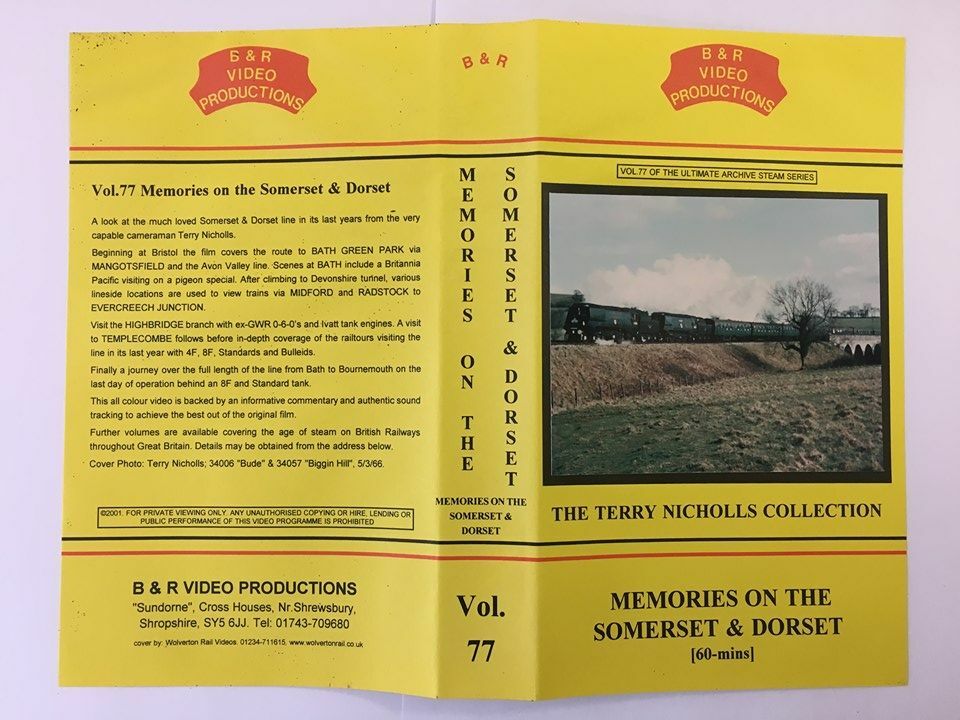 B & R
VIDEO
PRODUCTIONS
Vol.77 Memories on the Somerset & Dorset
A look at the much loved Somerset & Dorset line in its last years from the very
capable cameraman Terry Nicholls.
Beginning at Bristol the film covers the route to BATH GREEN PARK via
MANGOTSFIELD and the Avon Valley line. Scenes at BATH include a Britannia
Pacific visiting on a pigeon special. After climbing to Devonshire tunnel, various
lineside locations are used to view trains via MIDFORD and RADSTOCK to
EVERCREECH JUNCTION.
Visit the HIGHBRIDGE branch with ex-GWR 0-6-0's and Ivatt tank engines. A visit
to TEMPLECOMBE follows before in-depth coverage of the railtours visiting the
line in its last year with 4F, 8F, Standards and Bulleids.
Finally a journey over the full length of the line from Bath to Bournemouth on the
last day of operation behind an 8F and Standard tank.
This all colour video is backed by an informative commentary and authentic sound
tracking to achieve the best out of the original film.
Further volumes are available covering the age of steam on British Railways
throughout Great Britain. Details may be obtained from the address below.
Cover Photo: Terry Nicholls; 34006 "Bude" & 34057 "Biggin Hill", 5/3/66.
©2001. FOR PRIVATE VIEWING ONLY. ANY UNAUTHORISED COPYING OR HIRE, LENDING OR
PUBLIC PERFORMANCE OF THIS VIDEO PROGRAMME IS PROHIBITED
B & R VIDEO PRODUCTIONS
"Sundorne", Cross Houses, Nr.Shrewsbury,
Shropshire, SY5 6JJ. Tel: 01743-709680
cover by: Wolverton Rail Videos. 01234-711615, www.wolvertonrail.co.uk
B & R
MEMORIES ON THE
SOMERSET & DORSET
MEMORIES ON THE
SOMERSET &
DORSET
Vol.
77
B & R
VIDEO
PRODUCTIONS
VOL.77 OF THE ULTIMATE ARCHIVE STEAM SERIES
THE TERRY NICHOLLS COLLECTION
MEMORIES ON THE
SOMERSET & DORSET
[60-mins]